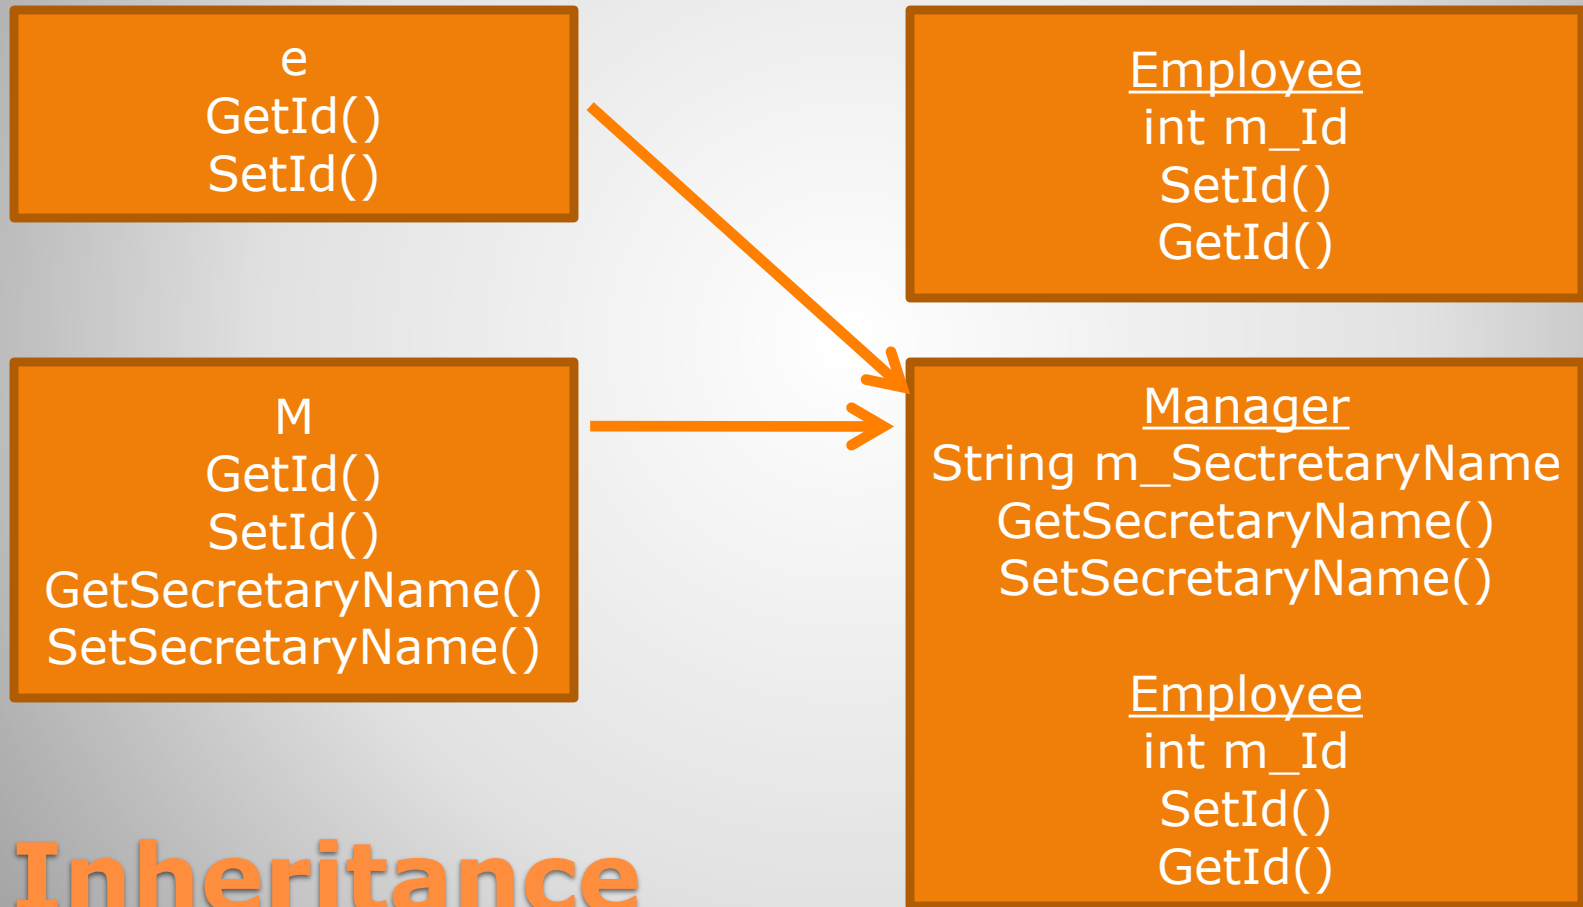 e
GetId()
SetId()
Employee
int m_Id
SetId()
GetId()
M
GetId()
SetId()
GetSecretaryName()
SetSecretaryName()
Manager
String m_SectretaryName
GetSecretaryName()
SetSecretaryName()
Employee
int m_Id
SetId()
GetId()
Inheritance